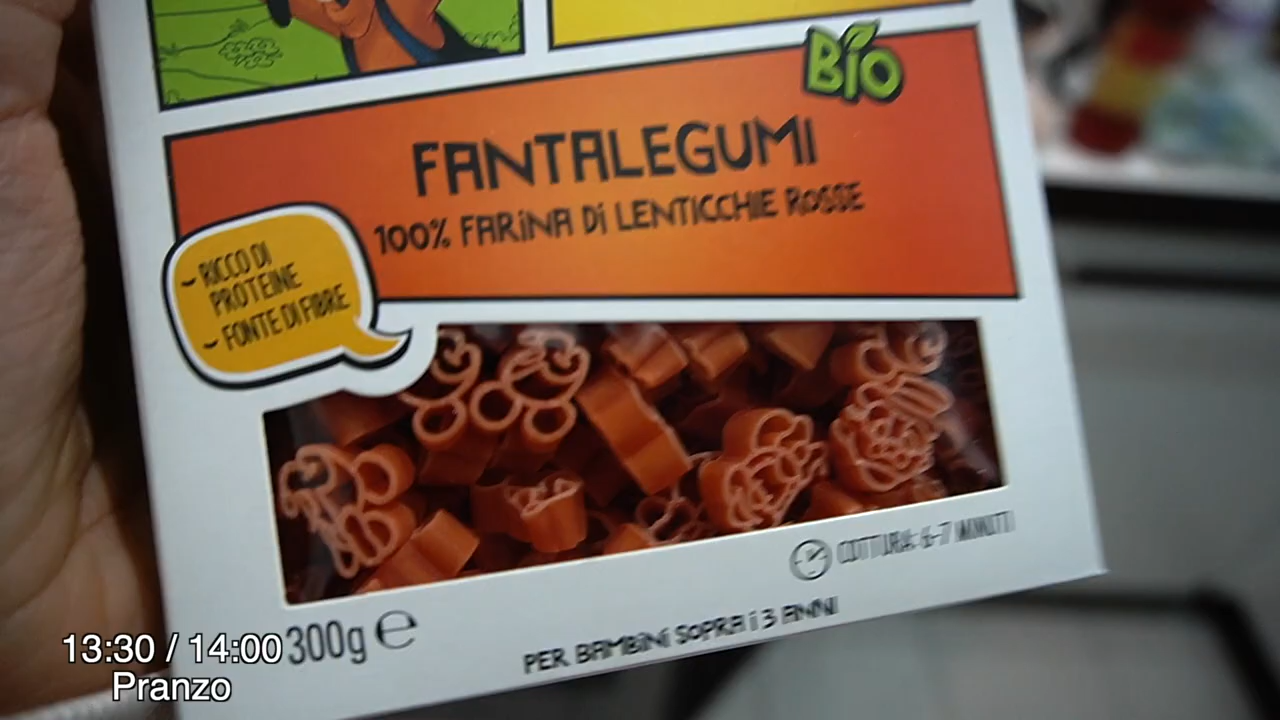 BIO
FANTALEGUMI
100% FARINA DI LENTICCHIE ROSSE
- RICCO DI
PROTEINE
- FONTE DI FIBRE
COTTURA: 6-7 MINUTI
300g e
PER BAMBINI SOPRA i 3 ANNI
13:30 / 14:00
Pranzo